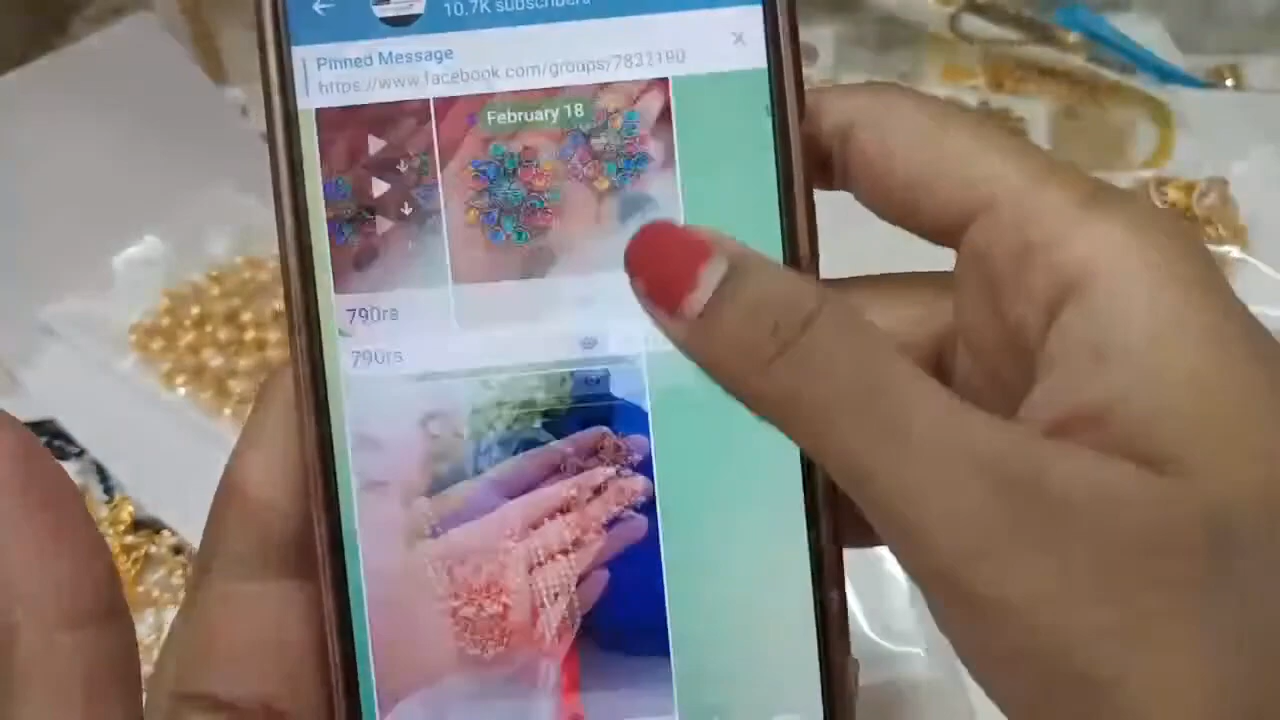 10.7K subscribers
Pinned Message
https://www.facebook.com/groups/7832190
February 18
790rs
790rs